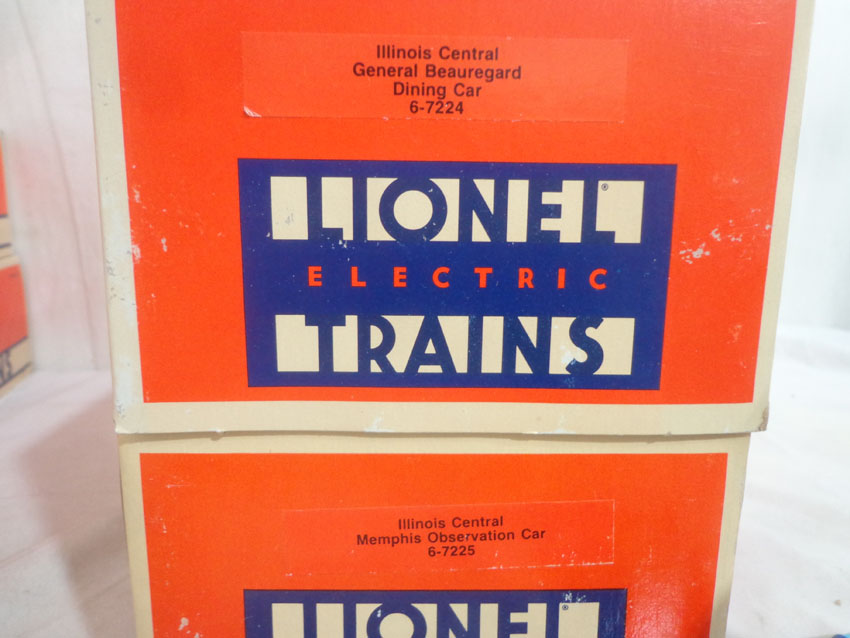 Illinois Central
General Beauregard
Dining Car
6-7224
LIONEL®
ELECTRIC
TRAINS
Illinois Central
Memphis Observation Car
6-7225
LIONEL®